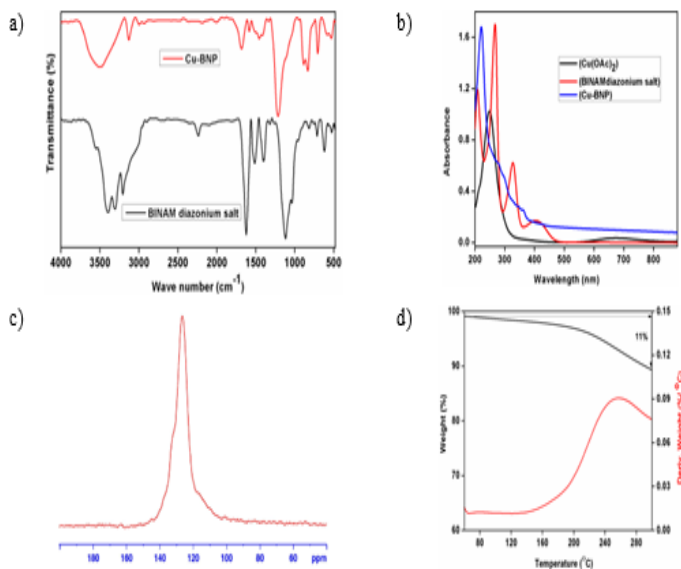 a)
Cu-BNP
BINAM diazonium salt
Transmittance (%)
4000 3500 3000 2500 2000 1500 1000 500
Wave number (cm-1)
b)
(Cu(OAc)2)
(BINAMdiazonium salt)
(Cu-BNP)
Absorbance
1.6
1.2
0.8
0.4
0.0
200 300 400 500 600 700 800
Wavelength (nm)
c)
180 160 140 120 100 80 60 ppm
d)
11%
Weight (%)
100
90
80
70
60
0.15
0.12
0.09
0.06
0.03
0.00
80 120 160 200 240 280
Temperature (°C)
Deriv. Weight (%/°C)